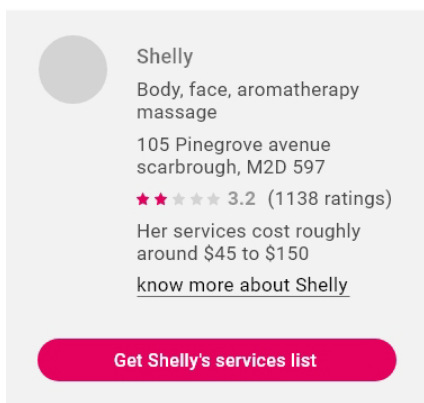 Shelly
Body, face, aromatherapy
massage
105 Pinegrove avenue
scarbrough, M2D 597
3.2 (1138 ratings)
Her services cost roughly
around $45 to $150
know more about Shelly
Get Shelly's services list